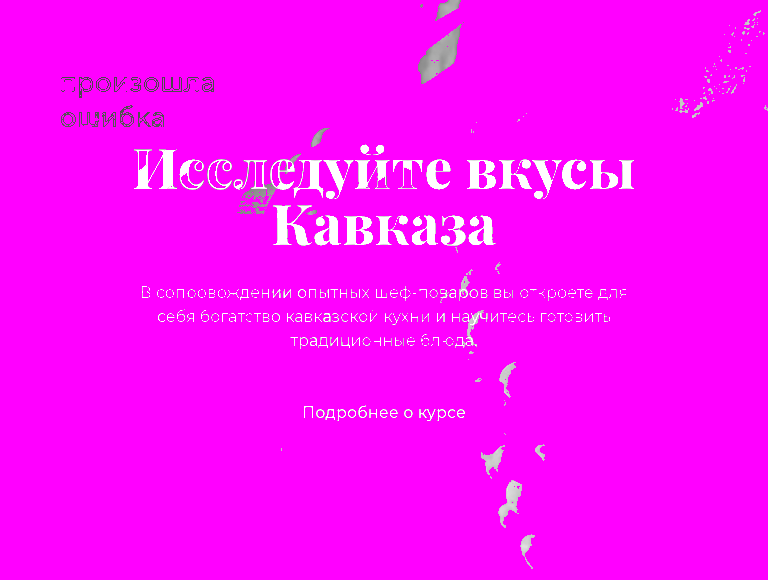 произошла
ошибка
Исследуйте вкусы
Кавказа
В сопровождении опытных шеф-поваров вы откроете для
себя богатство кавказской кухни и научитесь готовить
традиционные блюда.
Подробнее о курсе